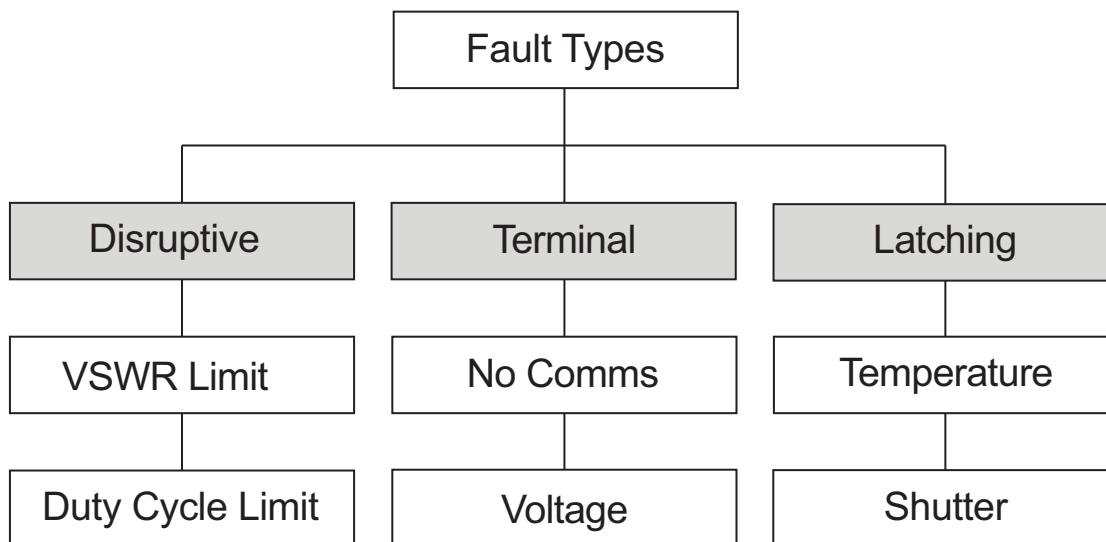 Fault Types
Disruptive
Terminal
Latching
VSWR Limit
No Comms
Temperature
Duty Cycle Limit
Voltage
Shutter